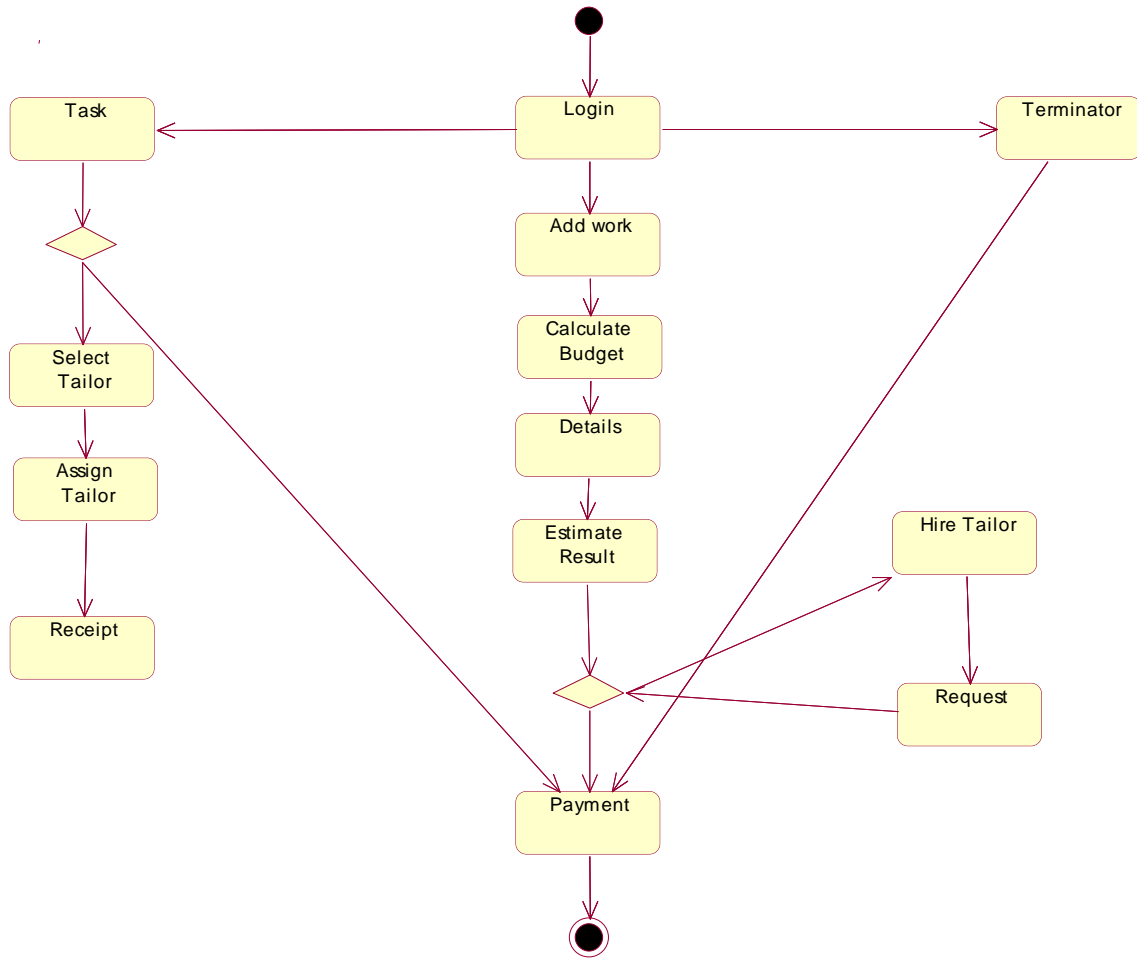 Task
Login
Terminator
Add work
Calculate
Budget
Select
Tailor
Details
Assign
Tailor
Estimate
Result
Hire Tailor
Receipt
Request
Payment